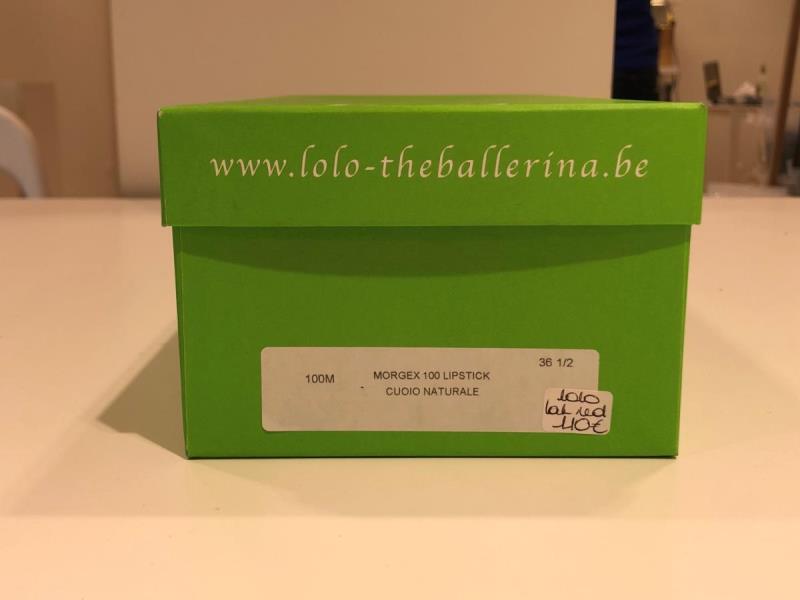 www.lolo-theballerina.be
100M
MORGEX 100 LIPSTICK
36 1/2
CUOIO NATURALE
lolo
lak red
110€